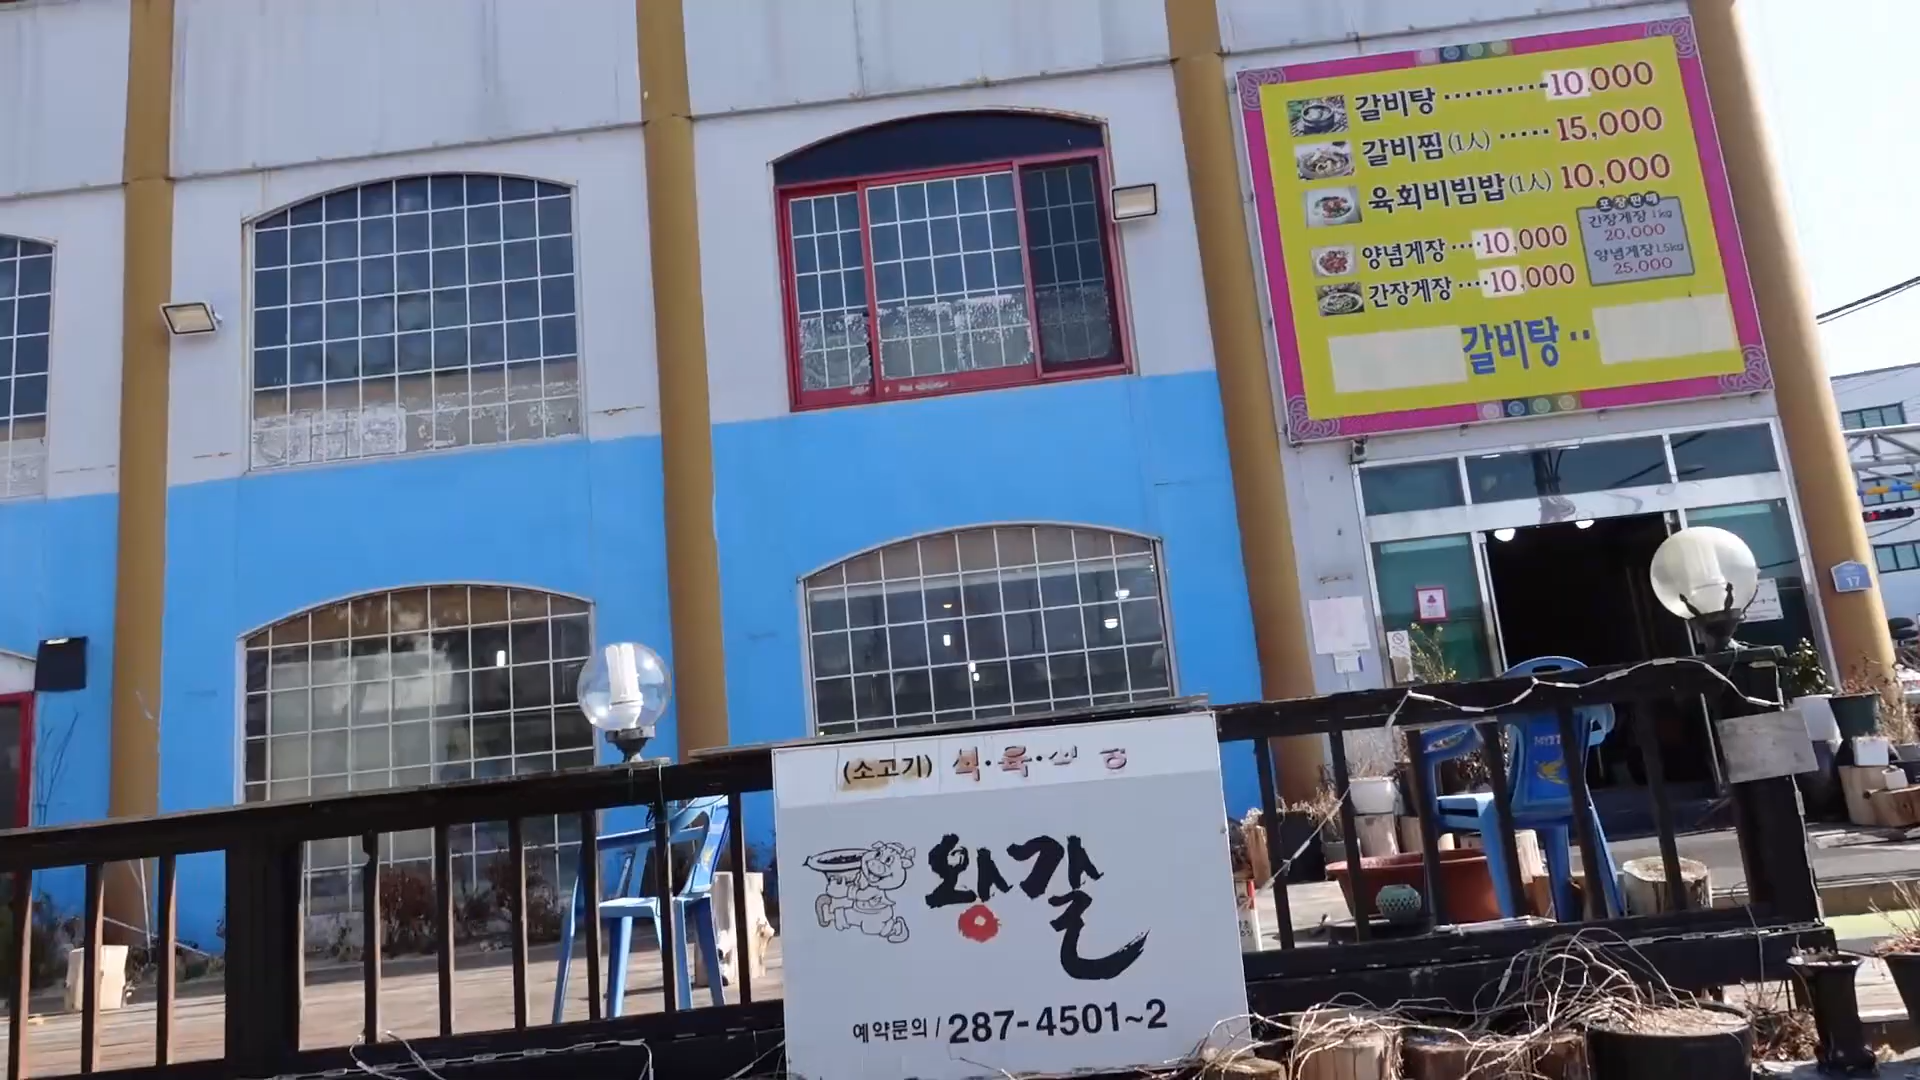 갈비탕 ·········· 10,000
갈비찜(1人) ····· 15,000
육회비빔밥(1人) 10,000
양념게장 ···· 10,000
간장게장 ···· 10,000
포장판매
간장게장 1kg
20,000
양념게장 1.5kg
25,000
갈비탕 ··
17
(소고기)
왕갈
예약문의 / 287-4501~2